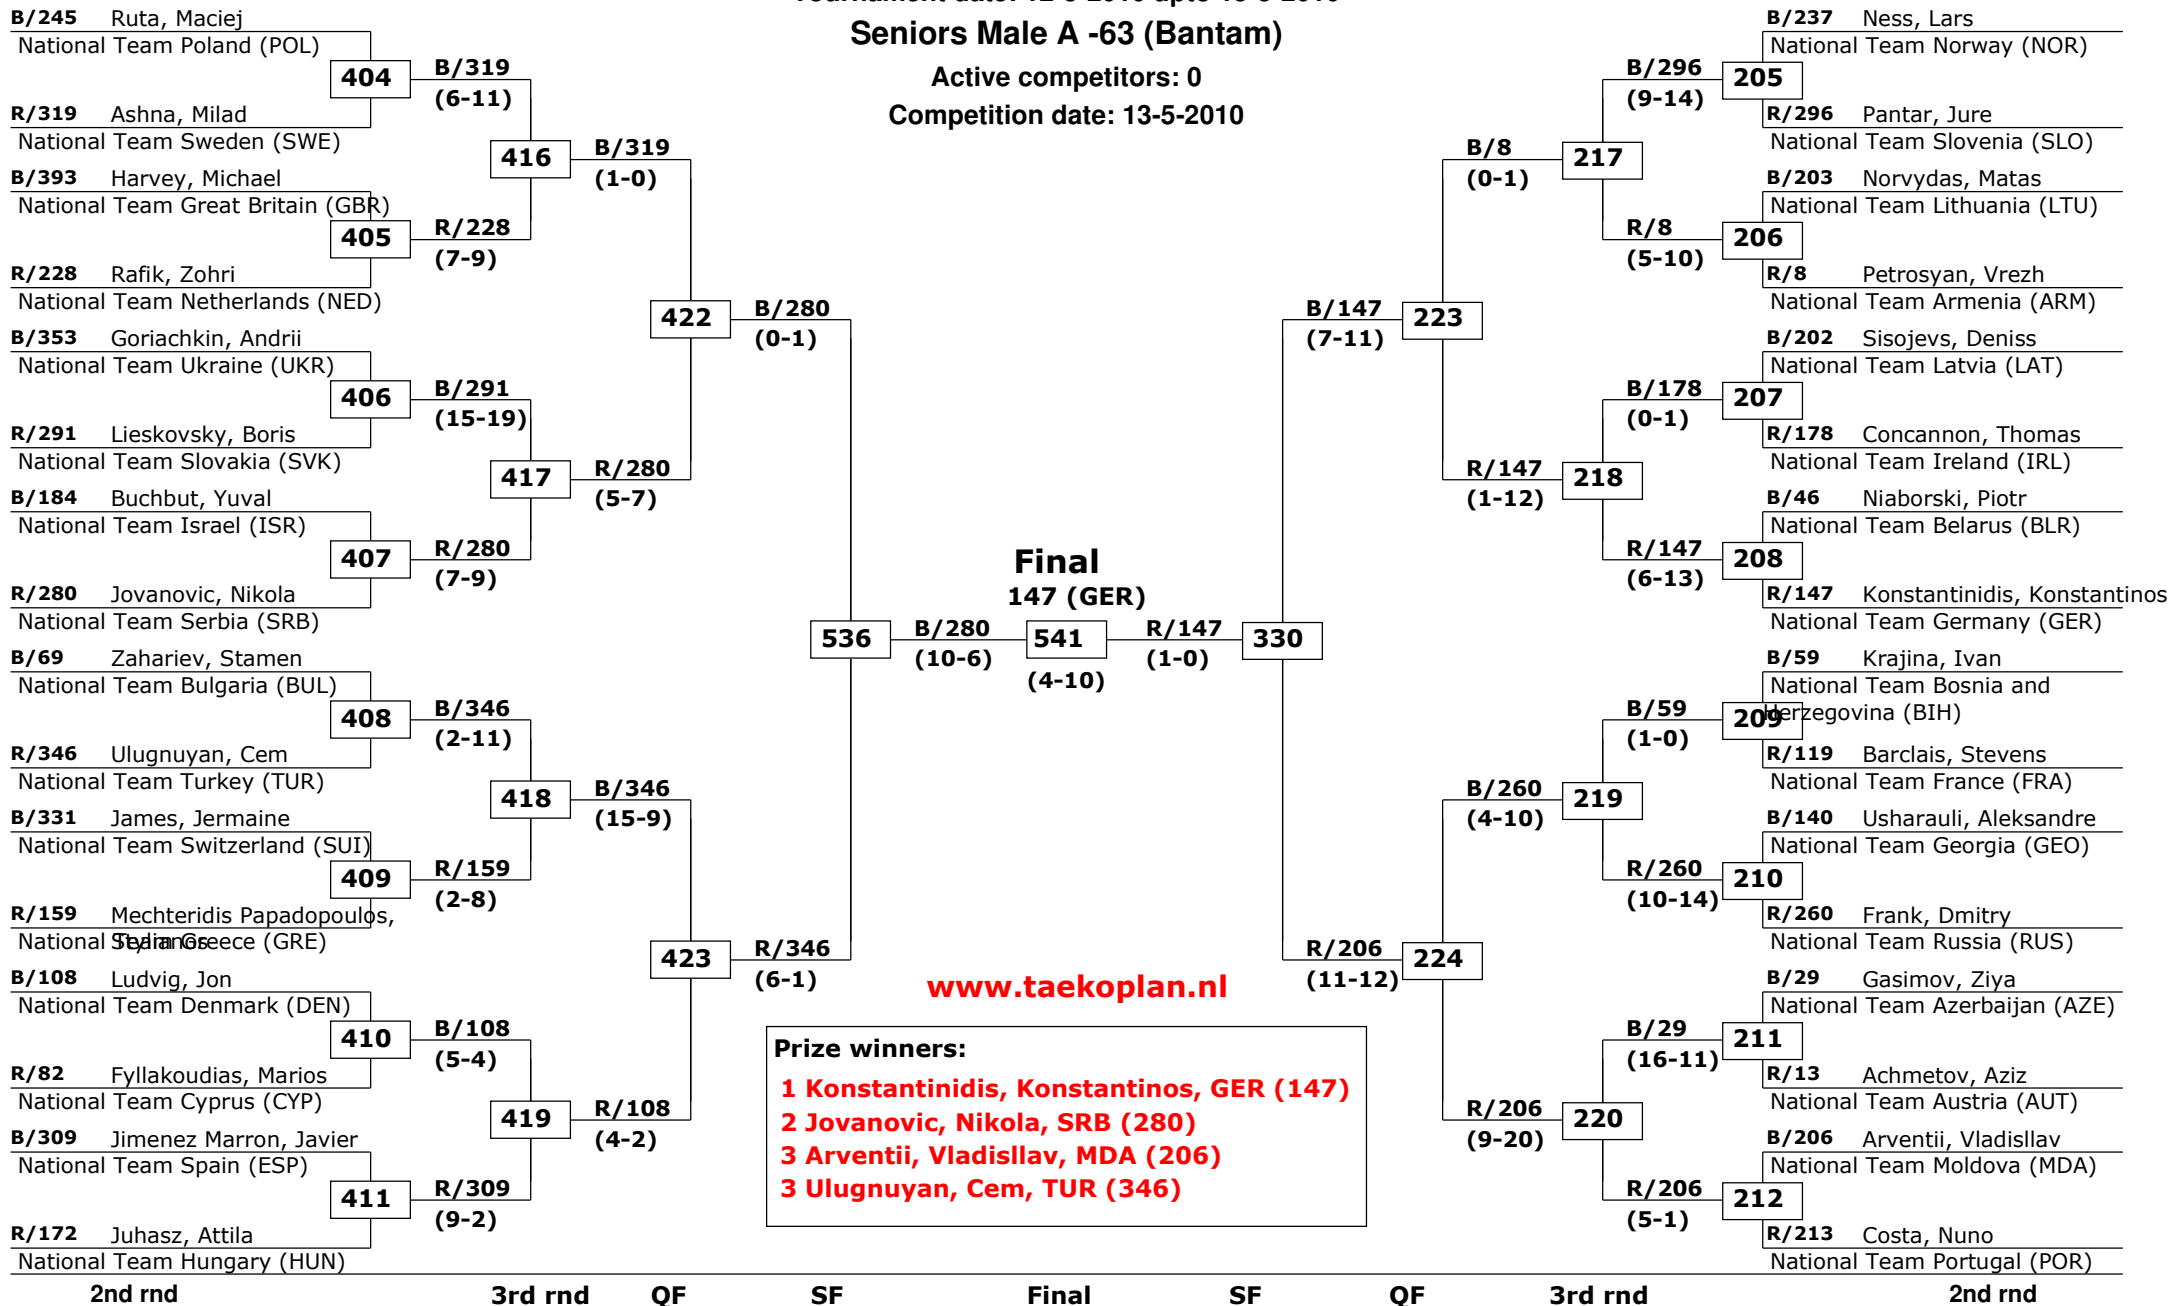 Tournament date: 12-5-2010 upto 15-5-2010
Seniors Male A -63 (Bantam)
Active competitors: 0
Competition date: 13-5-2010
B/245 Ruta, Maciej
National Team Poland (POL)
404
R/319 Ashna, Milad
National Team Sweden (SWE)
B/393 Harvey, Michael
National Team Great Britain (GBR)
405
R/228 Rafik, Zohri
National Team Netherlands (NED)
B/353 Goriachkin, Andrii
National Team Ukraine (UKR)
406
R/291 Lieskovsky, Boris
National Team Slovakia (SVK)
B/184 Buchbut, Yuval
National Team Israel (ISR)
407
R/280 Jovanovic, Nikola
National Team Serbia (SRB)
B/69 Zahariev, Stamen
National Team Bulgaria (BUL)
408
R/346 Ulugnuyan, Cem
National Team Turkey (TUR)
B/331 James, Jermaine
National Team Switzerland (SUI)
409
R/159 Mechteridis Papadopoulos,
Stylianos
National Team Greece (GRE)
B/108 Ludvig, Jon
National Team Denmark (DEN)
410
R/82 Fyllakoudias, Marios
National Team Cyprus (CYP)
B/309 Jimenez Marron, Javier
National Team Spain (ESP)
411
R/172 Juhasz, Attila
National Team Hungary (HUN)
B/319
(6-11)
416
R/228
(7-9)
B/291
(15-19)
417
R/280
(7-9)
B/346
(2-11)
418
R/159
(2-8)
B/108
(5-4)
419
R/309
(9-2)
B/319
(1-0)
422
R/280
(5-7)
B/346
(15-9)
423
R/108
(4-2)
B/280
(0-1)
536
R/346
(6-1)
B/280
(10-6)
Final
147 (GER)
541
(4-10)
R/147
(1-0)
B/147
(7-11)
330
R/206
(11-12)
B/8
(0-1)
223
R/147
(1-12)
B/260
(4-10)
224
R/206
(9-20)
B/296
(9-14)
217
R/8
(5-10)
B/178
(0-1)
218
R/147
(6-13)
B/59
(1-0)
219
R/260
(10-14)
B/29
(16-11)
220
R/206
(5-1)
B/237 Ness, Lars
National Team Norway (NOR)
205
R/296 Pantar, Jure
National Team Slovenia (SLO)
B/203 Norvydas, Matas
National Team Lithuania (LTU)
206
R/8 Petrosyan, Vrezh
National Team Armenia (ARM)
B/202 Sisojevs, Deniss
National Team Latvia (LAT)
207
R/178 Concannon, Thomas
National Team Ireland (IRL)
B/46 Niaborski, Piotr
National Team Belarus (BLR)
208
R/147 Konstantinidis, Konstantinos
National Team Germany (GER)
B/59 Krajina, Ivan
National Team Bosnia and
Herzegovina (BIH)
209
R/119 Barclais, Stevens
National Team France (FRA)
B/140 Usharauli, Aleksandre
National Team Georgia (GEO)
210
R/260 Frank, Dmitry
National Team Russia (RUS)
B/29 Gasimov, Ziya
National Team Azerbaijan (AZE)
211
R/13 Achmetov, Aziz
National Team Austria (AUT)
B/206 Arventii, Vladisllav
National Team Moldova (MDA)
212
R/213 Costa, Nuno
National Team Portugal (POR)
www.taekoplan.nl
Prize winners:
1 Konstantinidis, Konstantinos, GER (147)
2 Jovanovic, Nikola, SRB (280)
3 Arventii, Vladisllav, MDA (206)
3 Ulugnuyan, Cem, TUR (346)
2nd rnd 3rd rnd QF SF Final SF QF 3rd rnd 2nd rnd